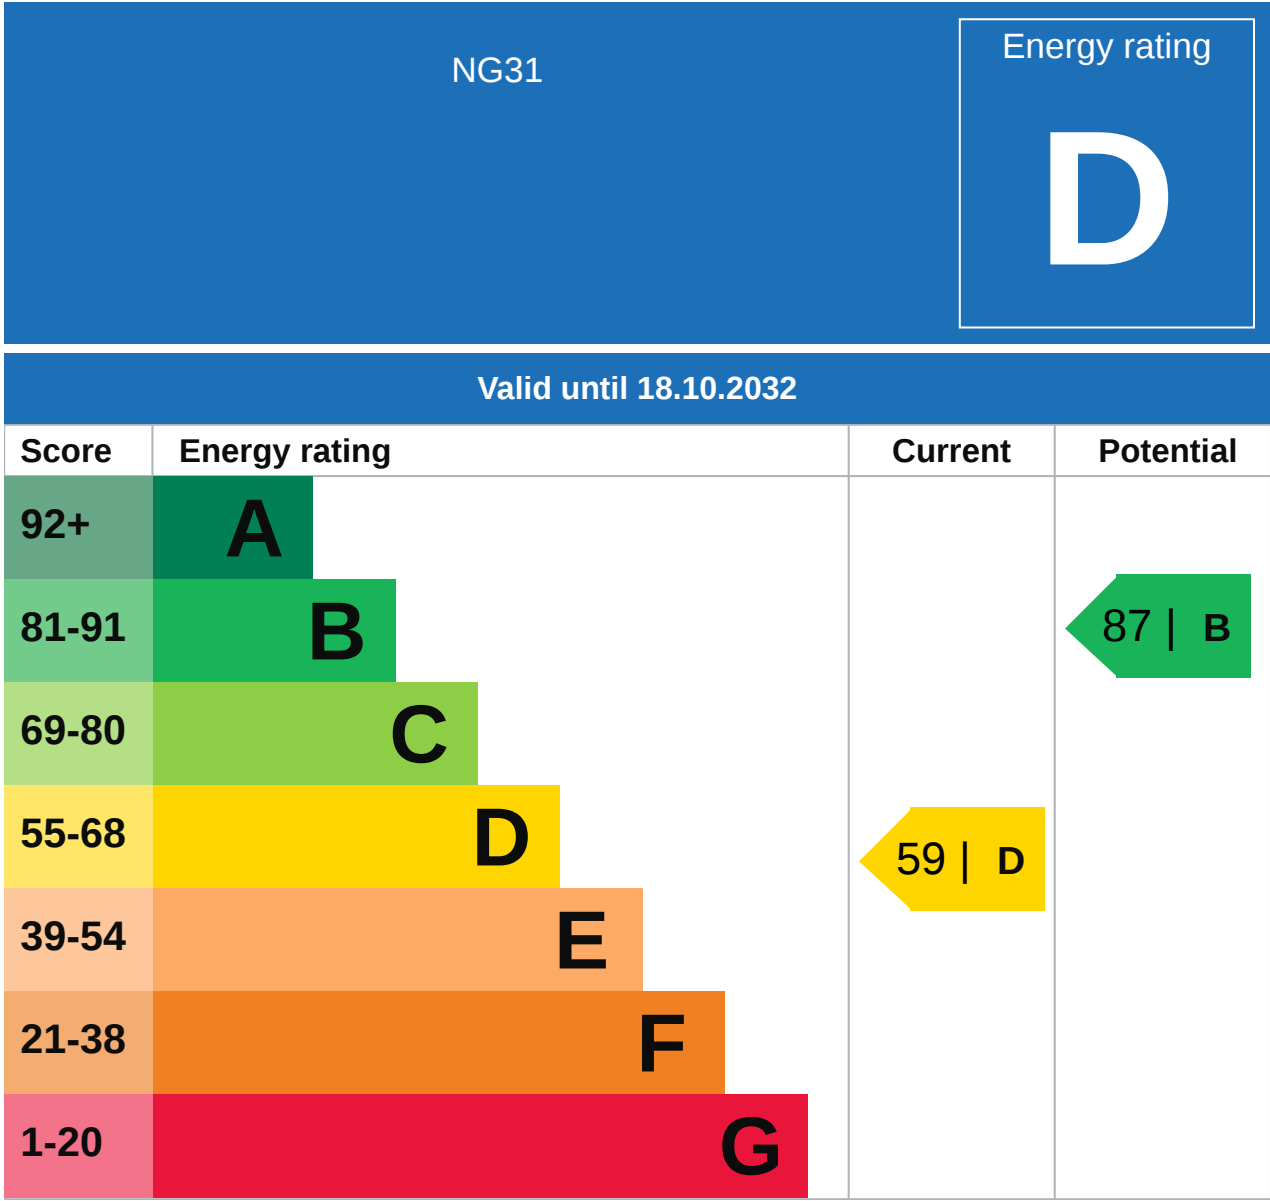 NG31
Energy rating
D
Valid until 18.10.2032
Score Energy rating Current Potential
92+ A
81-91 B 87 | B
69-80 C
55-68 D 59 | D
39-54 E
21-38 F
1-20 G